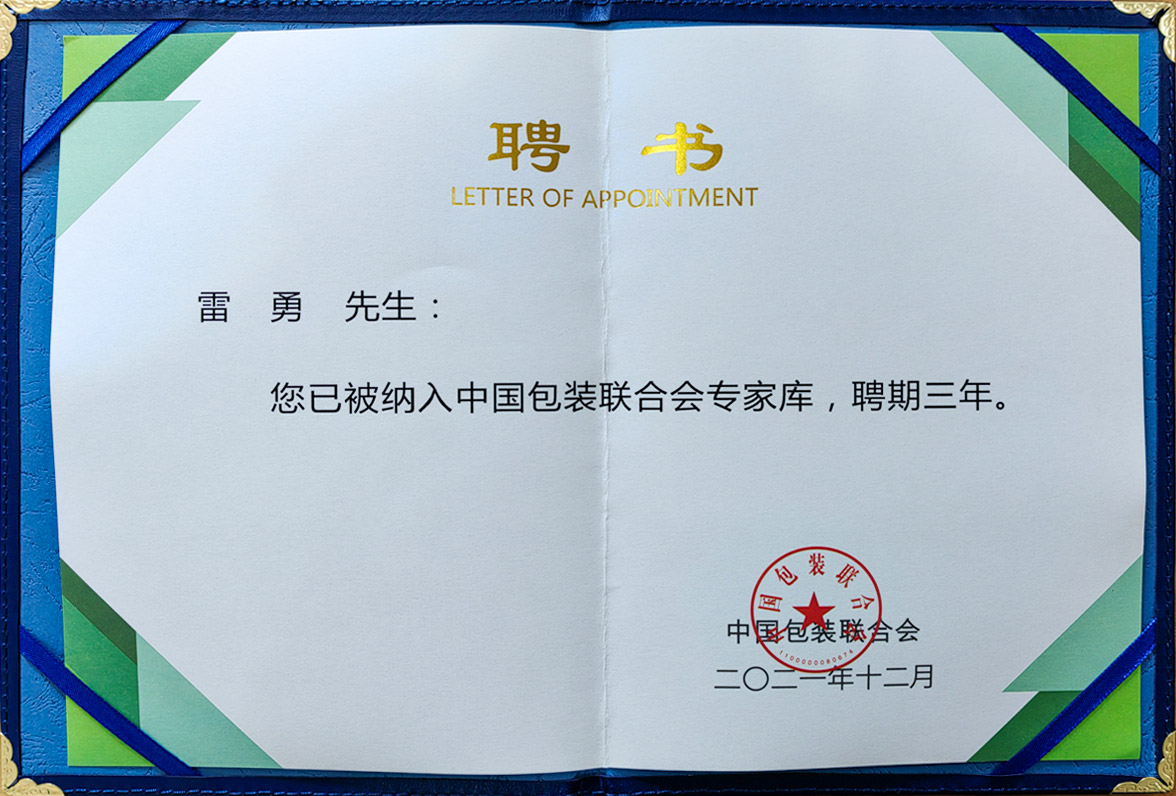 聘 书
LETTER OF APPOINTMENT
雷 勇 先生：
您已被纳入中国包装联合会专家库，聘期三年。
中国包装联合会
中国包装联合会
二〇二一年十二月